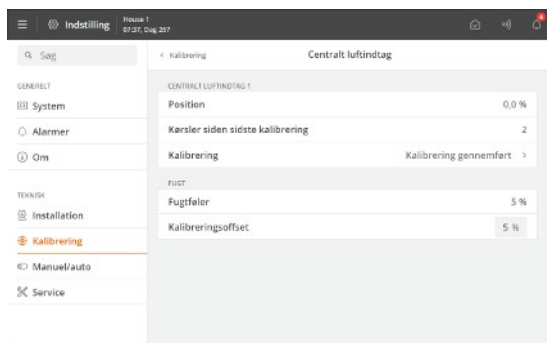 Indstilling
House 1
07:37, Dag 267
Søg
GENERELT
System
Alarmer
Om
TEKNISK
Installation
Kalibrering
Manuel/auto
Service
Kalibrering
Centralt luftindtag
CENTRALT LUFTINDTAG 1
Position 0,0 %
Kørsler siden sidste kalibrering 2
Kalibrering Kalibrering gennemført
FUGT
Fugtføler 5 %
Kalibreringsoffset 5 %